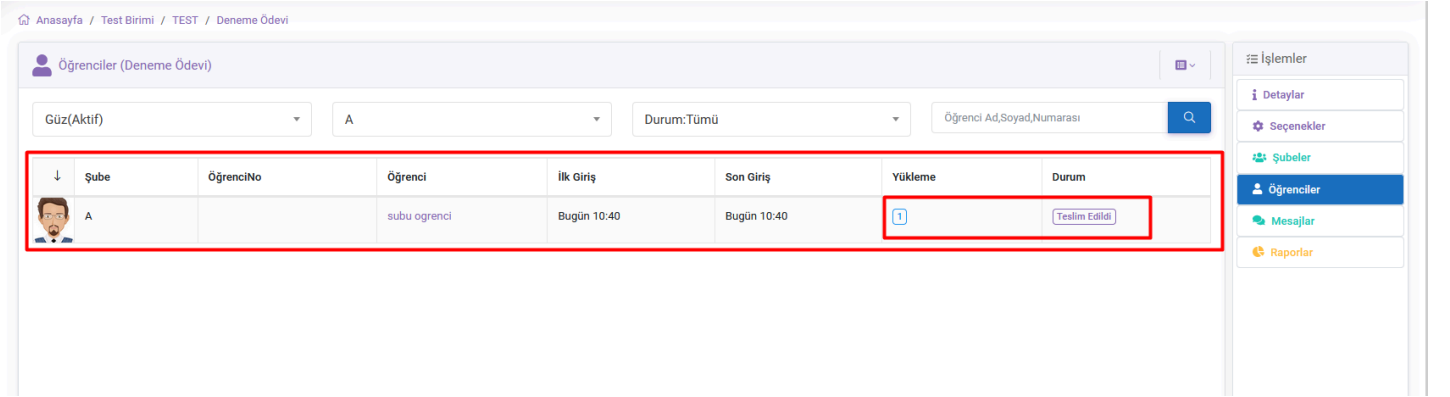 Anasayfa / Test Birimi / TEST / Deneme Ödevi
Öğrenciler (Deneme Ödevi)
Güz(Aktif) A Durum:Tümü Öğrenci Ad,Soyad,Numarası
↓ Şube ÖğrenciNo Öğrenci İlk Giriş Son Giriş Yükleme Durum
A subu ogrenci Bugün 10:40 Bugün 10:40 1 Teslim Edildi
İşlemler
Detaylar
Seçenekler
Şubeler
Öğrenciler
Mesajlar
Raporlar